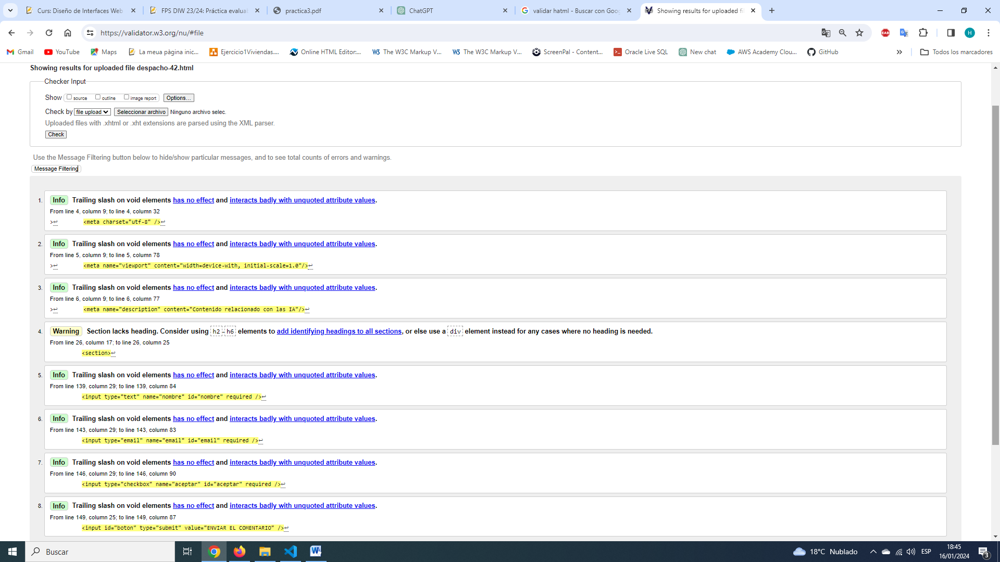 Curs: Diseño de Interfaces Web
FPS DIW 23/24: Práctica evaluab
practica3.pdf
ChatGPT
validar hatml - Buscar con Goog
Showing results for uploaded fi
https://validator.w3.org/nu/#file
Gmail
YouTube
Maps
La meua pàgina inic...
Ejercicio1Viviendas....
Online HTML Editor:...
The W3C Markup V...
The W3C Markup V...
ScreenPal - Content...
Oracle Live SQL
New chat
AWS Academy Clou...
GitHub
Todos los marcadores
Showing results for uploaded file despacho-42.html
Checker Input
Show source outline image report Options...
Check by file upload Seleccionar archivo Ninguno archivo selec.
Uploaded files with .xhtml or .xht extensions are parsed using the XML parser.
Check
Use the Message Filtering button below to hide/show particular messages, and to see total counts of errors and warnings.
Message Filtering
1. Info Trailing slash on void elements has no effect and interacts badly with unquoted attribute values.
From line 4, column 9; to line 4, column 32
>↩ <meta charset="utf-8" />↩
2. Info Trailing slash on void elements has no effect and interacts badly with unquoted attribute values.
From line 5, column 9; to line 5, column 78
>↩ <meta name="viewport" content="width=device-with, initial-scale=1.0"/>↩
3. Info Trailing slash on void elements has no effect and interacts badly with unquoted attribute values.
From line 6, column 9; to line 6, column 77
>↩ <meta name="description" content="Contenido relacionado con las IA"/>↩
4. Warning Section lacks heading. Consider using h2-h6 elements to add identifying headings to all sections, or else use a div element instead for any cases where no heading is needed.
From line 26, column 17; to line 26, column 25
<section>↩
5. Info Trailing slash on void elements has no effect and interacts badly with unquoted attribute values.
From line 139, column 29; to line 139, column 84
<input type="text" name="nombre" id="nombre" required />↩
6. Info Trailing slash on void elements has no effect and interacts badly with unquoted attribute values.
From line 143, column 29; to line 143, column 83
<input type="email" name="email" id="email" required />↩
7. Info Trailing slash on void elements has no effect and interacts badly with unquoted attribute values.
From line 146, column 29; to line 146, column 90
<input type="checkbox" name="aceptar" id="aceptar" required />↩
8. Info Trailing slash on void elements has no effect and interacts badly with unquoted attribute values.
From line 149, column 25; to line 149, column 87
<input id="boton" type="submit" value="ENVIAR EL COMENTARIO" />↩
Buscar
18°C Nublado
ESP
18:45
16/01/2024
3